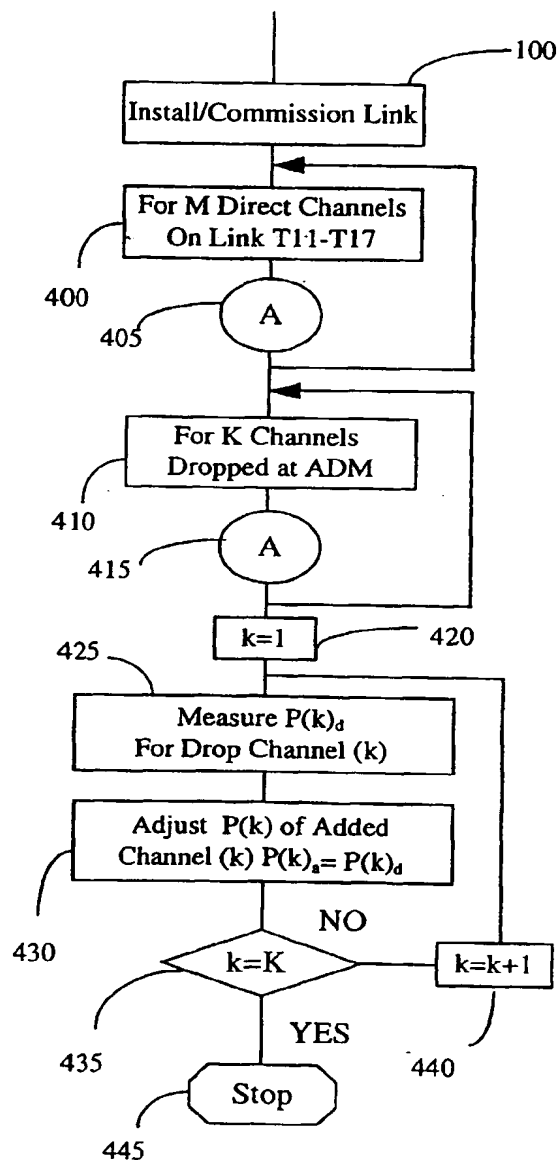 100
Install/Commission Link
For M Direct Channels
On Link T11-T17
400
405
A
For K Channels
Dropped at ADM
410
A
415
k=1
420
425
Measure P(k)d
For Drop Channel (k)
Adjust P(k) of Added
Channel (k) P(k)a= P(k)d
430
NO
k=K
k=k+1
435
YES
440
Stop
445